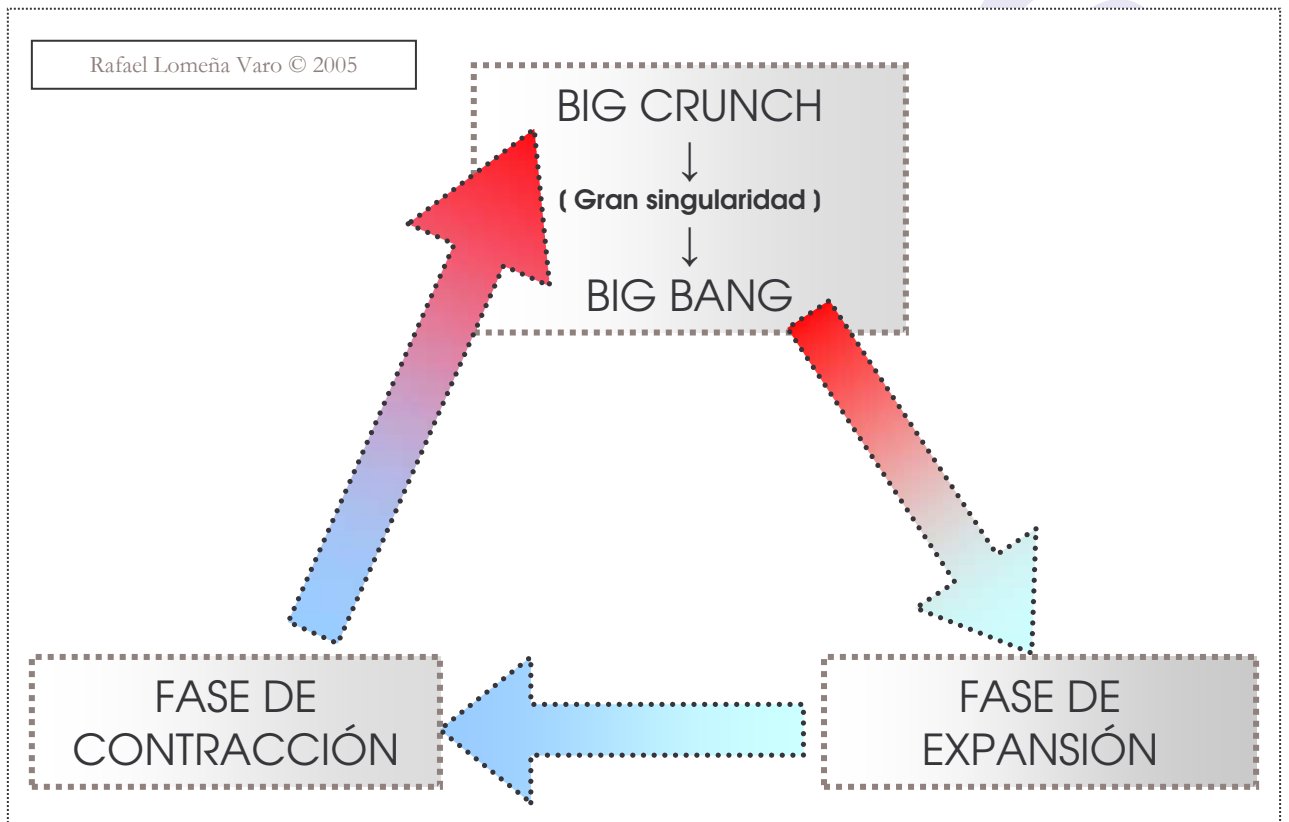 Rafael Lomeña Varo © 2005
BIG CRUNCH
↓
( Gran singularidad )
↓
BIG BANG
FASE DE
CONTRACCIÓN
FASE DE
EXPANSIÓN